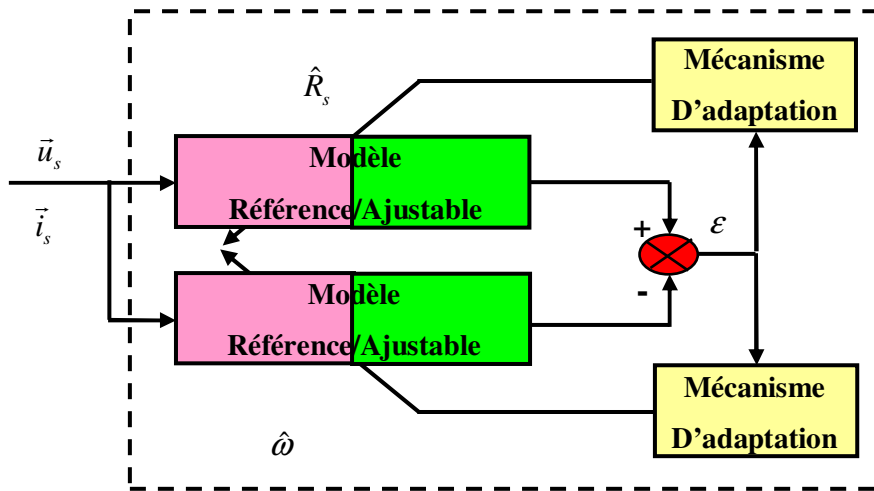 Mécanisme
D'adaptation
R̂ₛ
Modèle
Référence/Ajustable
u⃗ₛ
i⃗ₛ
+
ε
-
Modèle
Référence/Ajustable
Mécanisme
D'adaptation
ω̂